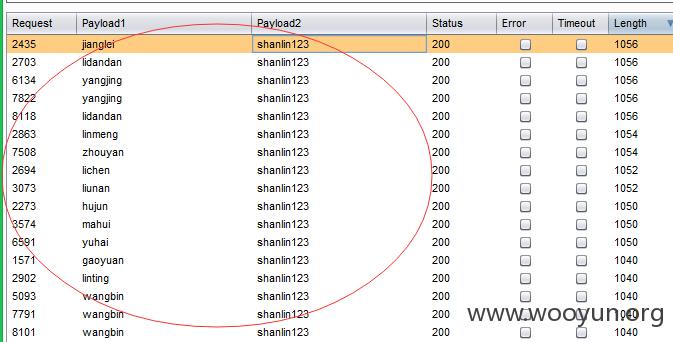 Request Payload1 Payload2 Status Error Timeout Length
2435 jianglei shanlin123 200 1056
2703 lidandan shanlin123 200 1056
6134 yangjing shanlin123 200 1056
7822 yangjing shanlin123 200 1056
8118 lidandan shanlin123 200 1056
2863 linmeng shanlin123 200 1054
7508 zhouyan shanlin123 200 1054
2694 lichen shanlin123 200 1052
3073 liunan shanlin123 200 1052
2273 hujun shanlin123 200 1050
3574 mahui shanlin123 200 1050
6591 yuhai shanlin123 200 1050
1571 gaoyuan shanlin123 200 1040
2902 linting shanlin123 200 1040
5093 wangbin shanlin123 200 1040
7791 wangbin shanlin123 200 1040
8101 wangbin shanlin123 200 1040
www.wooyun.org